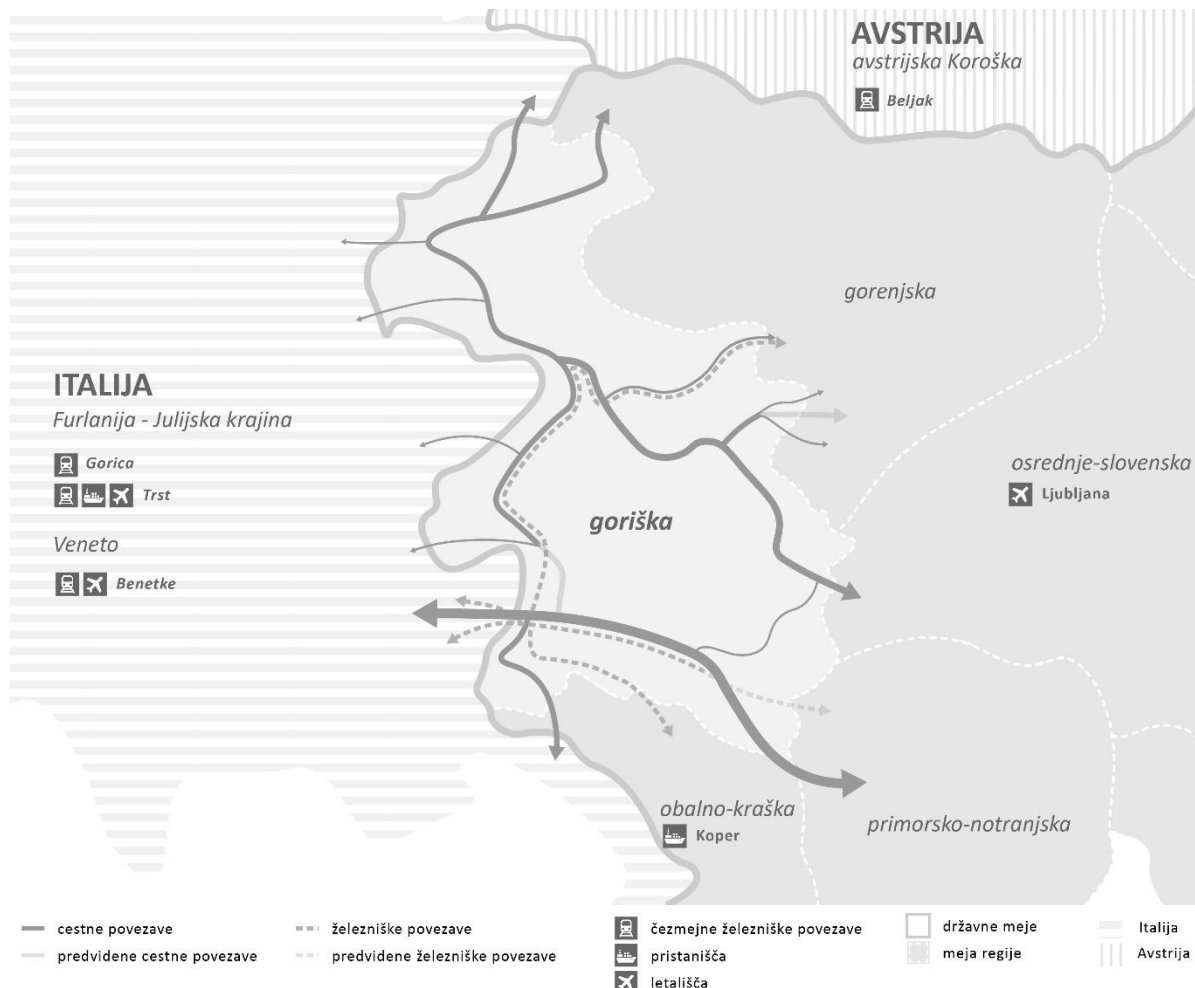 AVSTRIJA
avstrijska Koroška
Beljak
gorenjska
ITALIJA
Furlanija - Julijska krajina
Gorica
Trst
Veneto
Benetke
osrednje-slovenska
Ljubljana
goriška
obalno-kraška
Koper
primorsko-notranjska
cestne povezave
predvidene cestne povezave
železniške povezave
predvidene železniške povezave
čezmejne železniške povezave
pristanišča
letališča
državne meje
meja regije
Italija
Avstrija